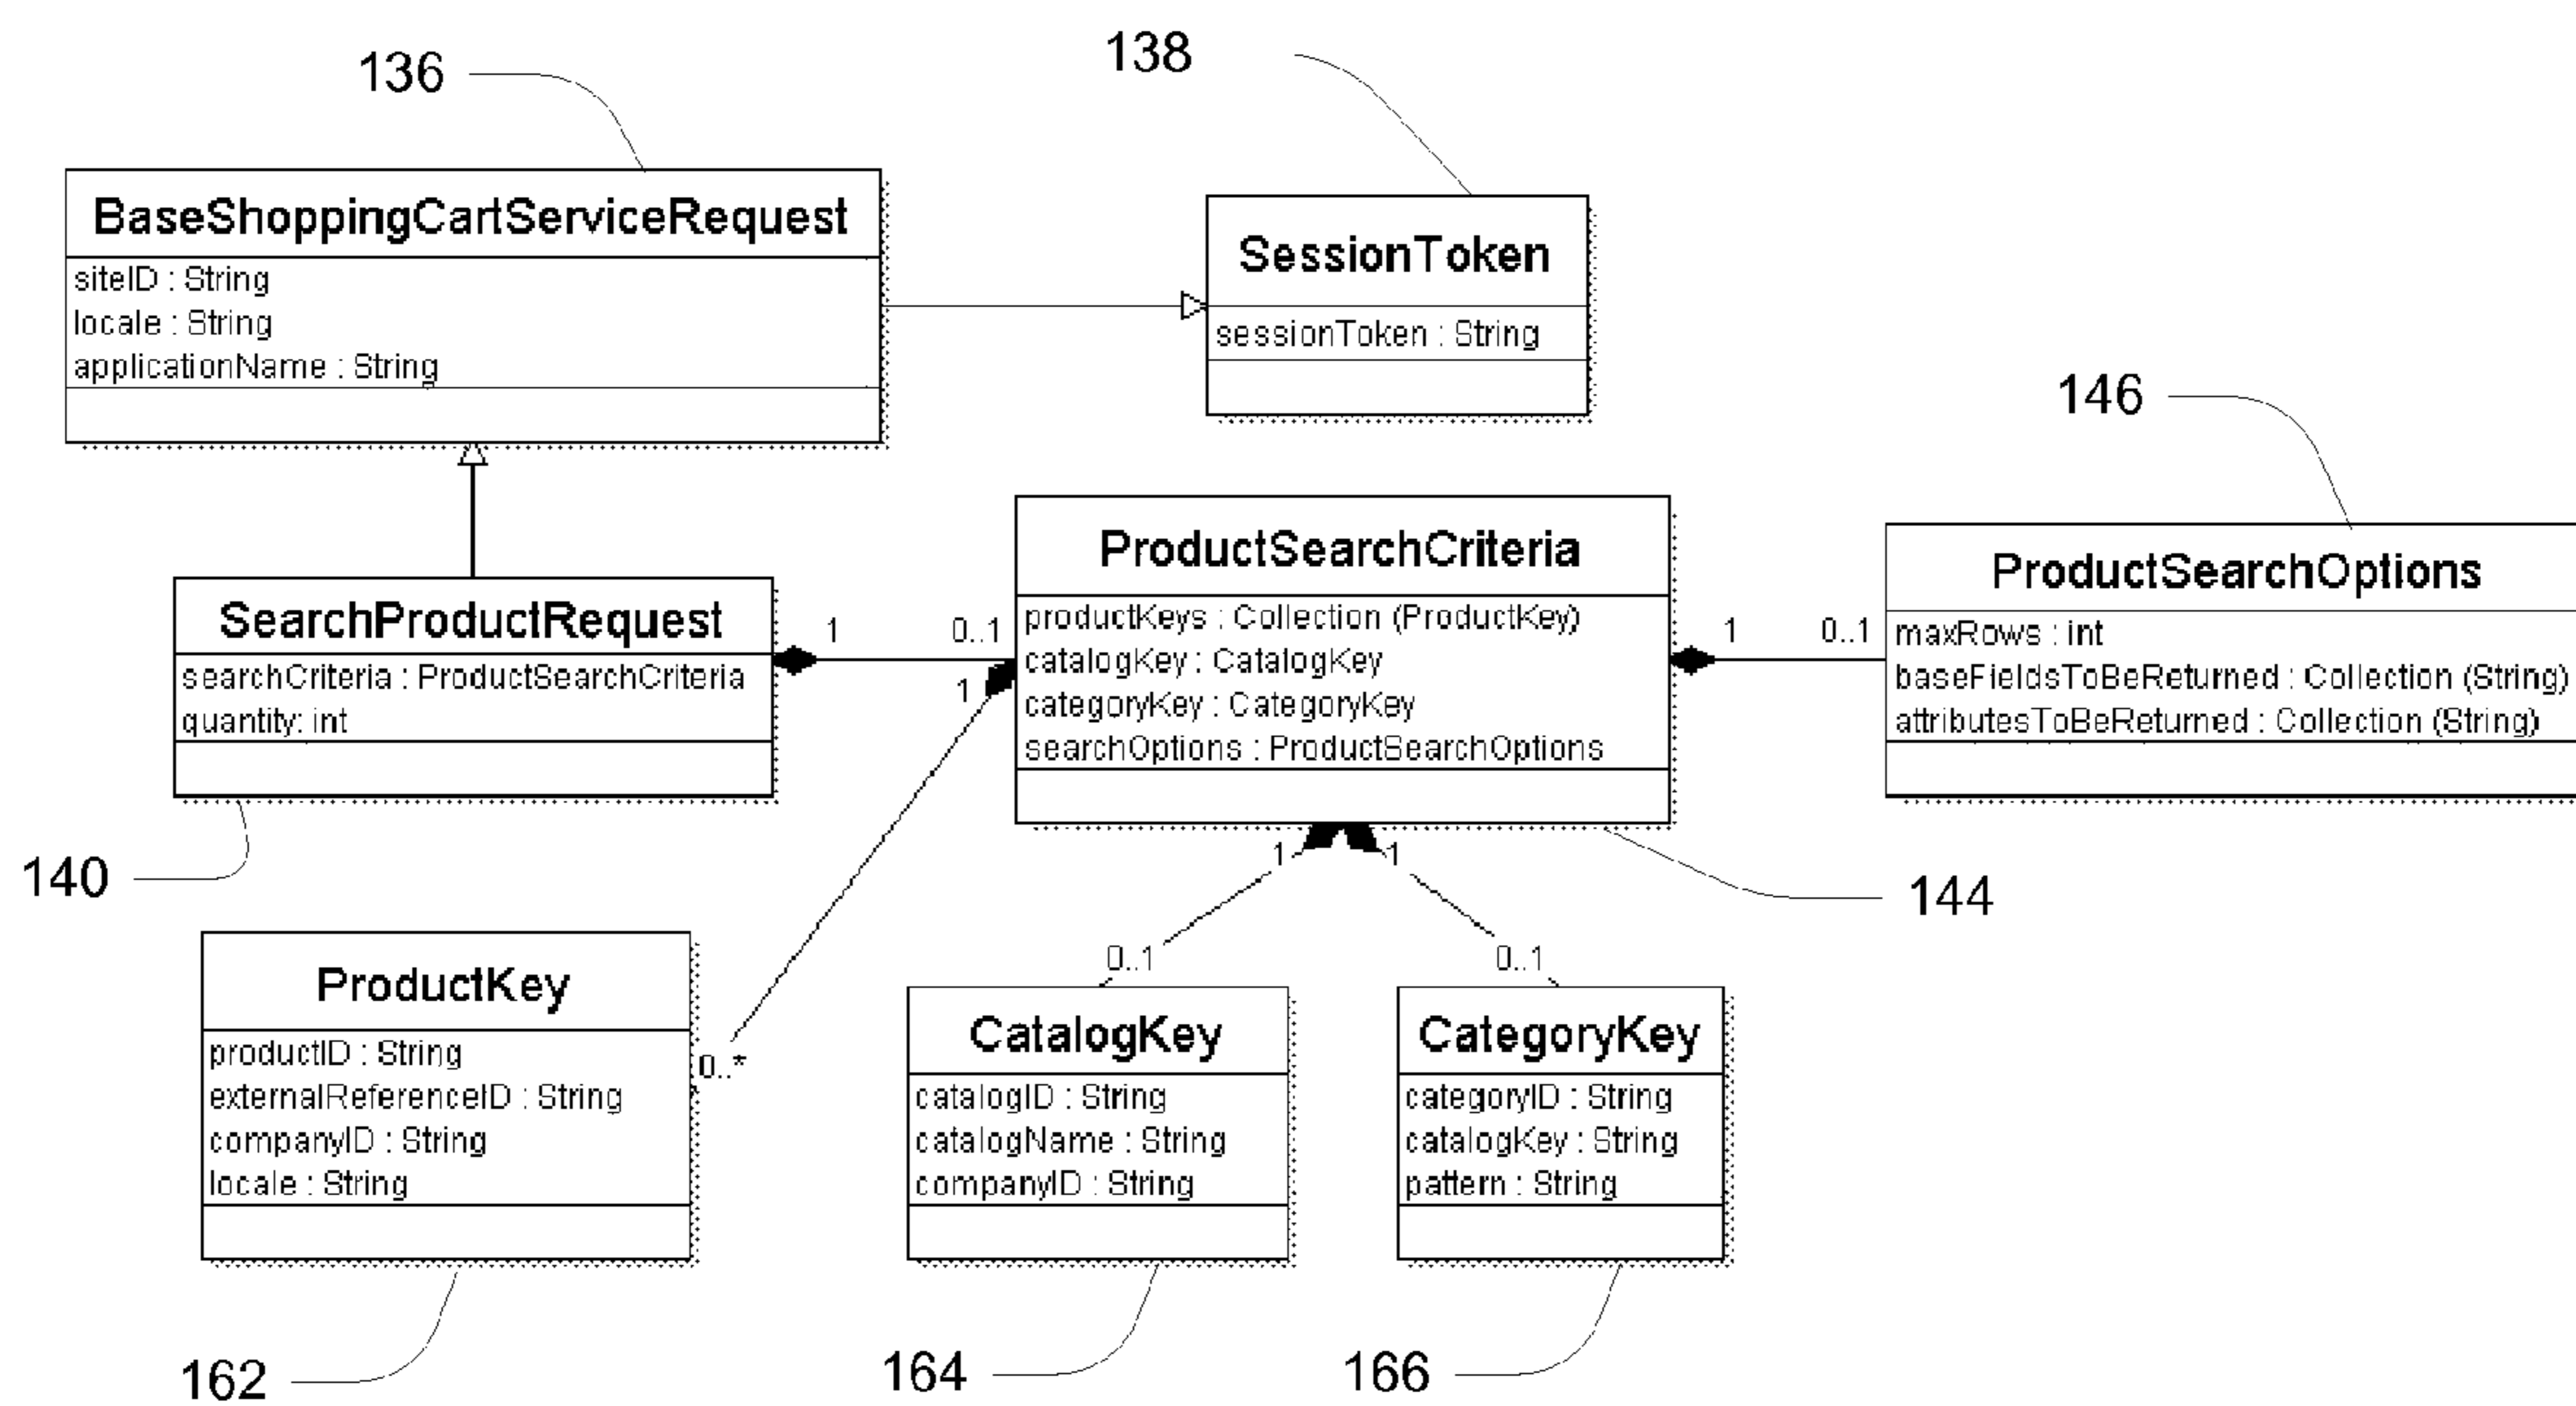 136
138
BaseShoppingCartServiceRequest
siteID : String
locale : String
applicationName : String
SessionToken
sessionToken : String
146
SearchProductRequest
searchCriteria : ProductSearchCriteria
quantity: int
1
0..1
1
ProductSearchCriteria
productKeys : Collection (ProductKey)
catalogKey : CatalogKey
categoryKey : CategoryKey
searchOptions : ProductSearchOptions
1
0..1
ProductSearchOptions
maxRows : int
baseFieldsToBeReturned : Collection (String)
attributesToBeReturned : Collection (String)
140
1
1
144
0..1
0..1
ProductKey
productID : String
externalReferenceID : String
companyID : String
locale : String
0..*
CatalogKey
catalogID : String
catalogName : String
companyID : String
CategoryKey
categoryID : String
catalogKey : String
pattern : String
162
164
166